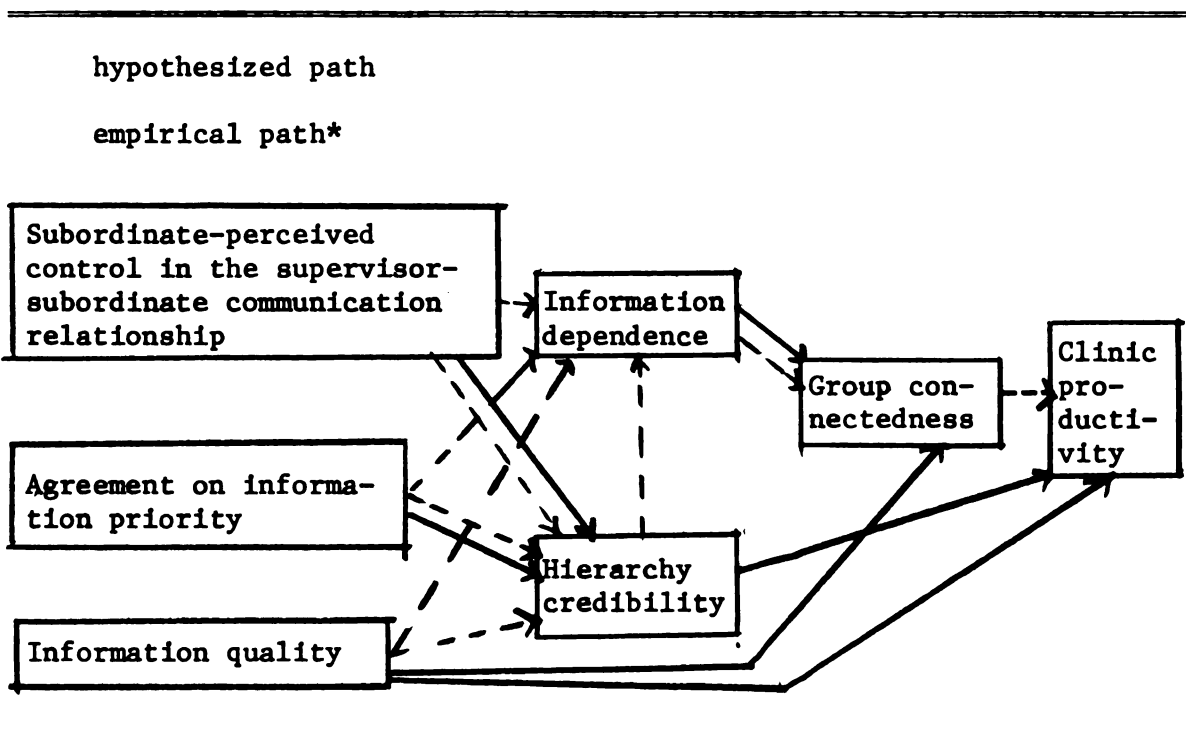 hypothesized path
empirical path*
Subordinate-perceived
control in the supervisor-
subordinate communication
relationship
Information
dependence
Clinic
pro-
ducti-
vity
Group con-
nectedness
Agreement on informa-
tion priority
Hierarchy
credibility
Information quality